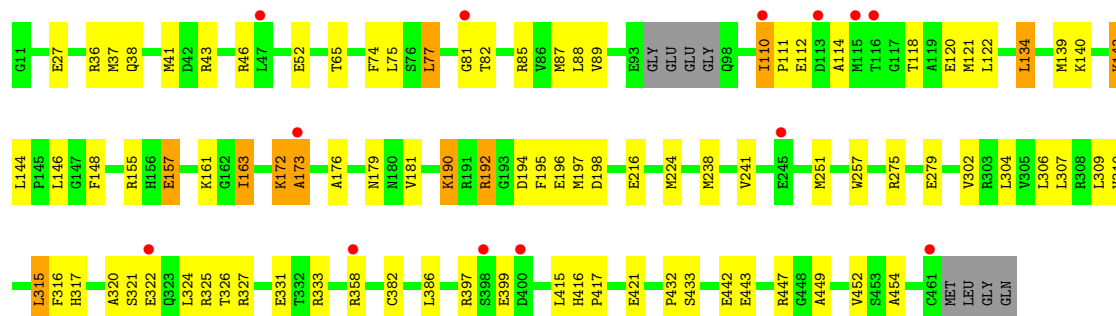 G11 E27 R36 M37 Q38 M41 D42 R43 R46 L47 E52 T65 F74 L75 S76 L77 G81 T82 R85 V86 M87 L88 V89 E93 GLY GLU GLU GLY Q98 I110 P111 E112 D113 A114 M115 T116 G117 T118 A119 E120 M121 L122 L134 M139 K140
L144 P145 L146 G147 F148 R155 H156 E157 K161 G162 I163 K172 A173 A176 N179 N180 V181 K190 R191 R192 G193 D194 F195 E196 M197 D198 E216 M224 M238 V241 E245 M251 W257 R275 E279 V302 R303 L304 V305 L306 L307 R308 L309
L315 F316 H317 A320 S321 E322 Q323 L324 R325 T326 R327 E331 T332 R333 R358 C382 L386 R397 S398 E399 D400 L415 H416 P417 E421 P432 S433 E442 E443 R447 G448 A449 V452 S453 A454 C461 MET LEU GLY GLN